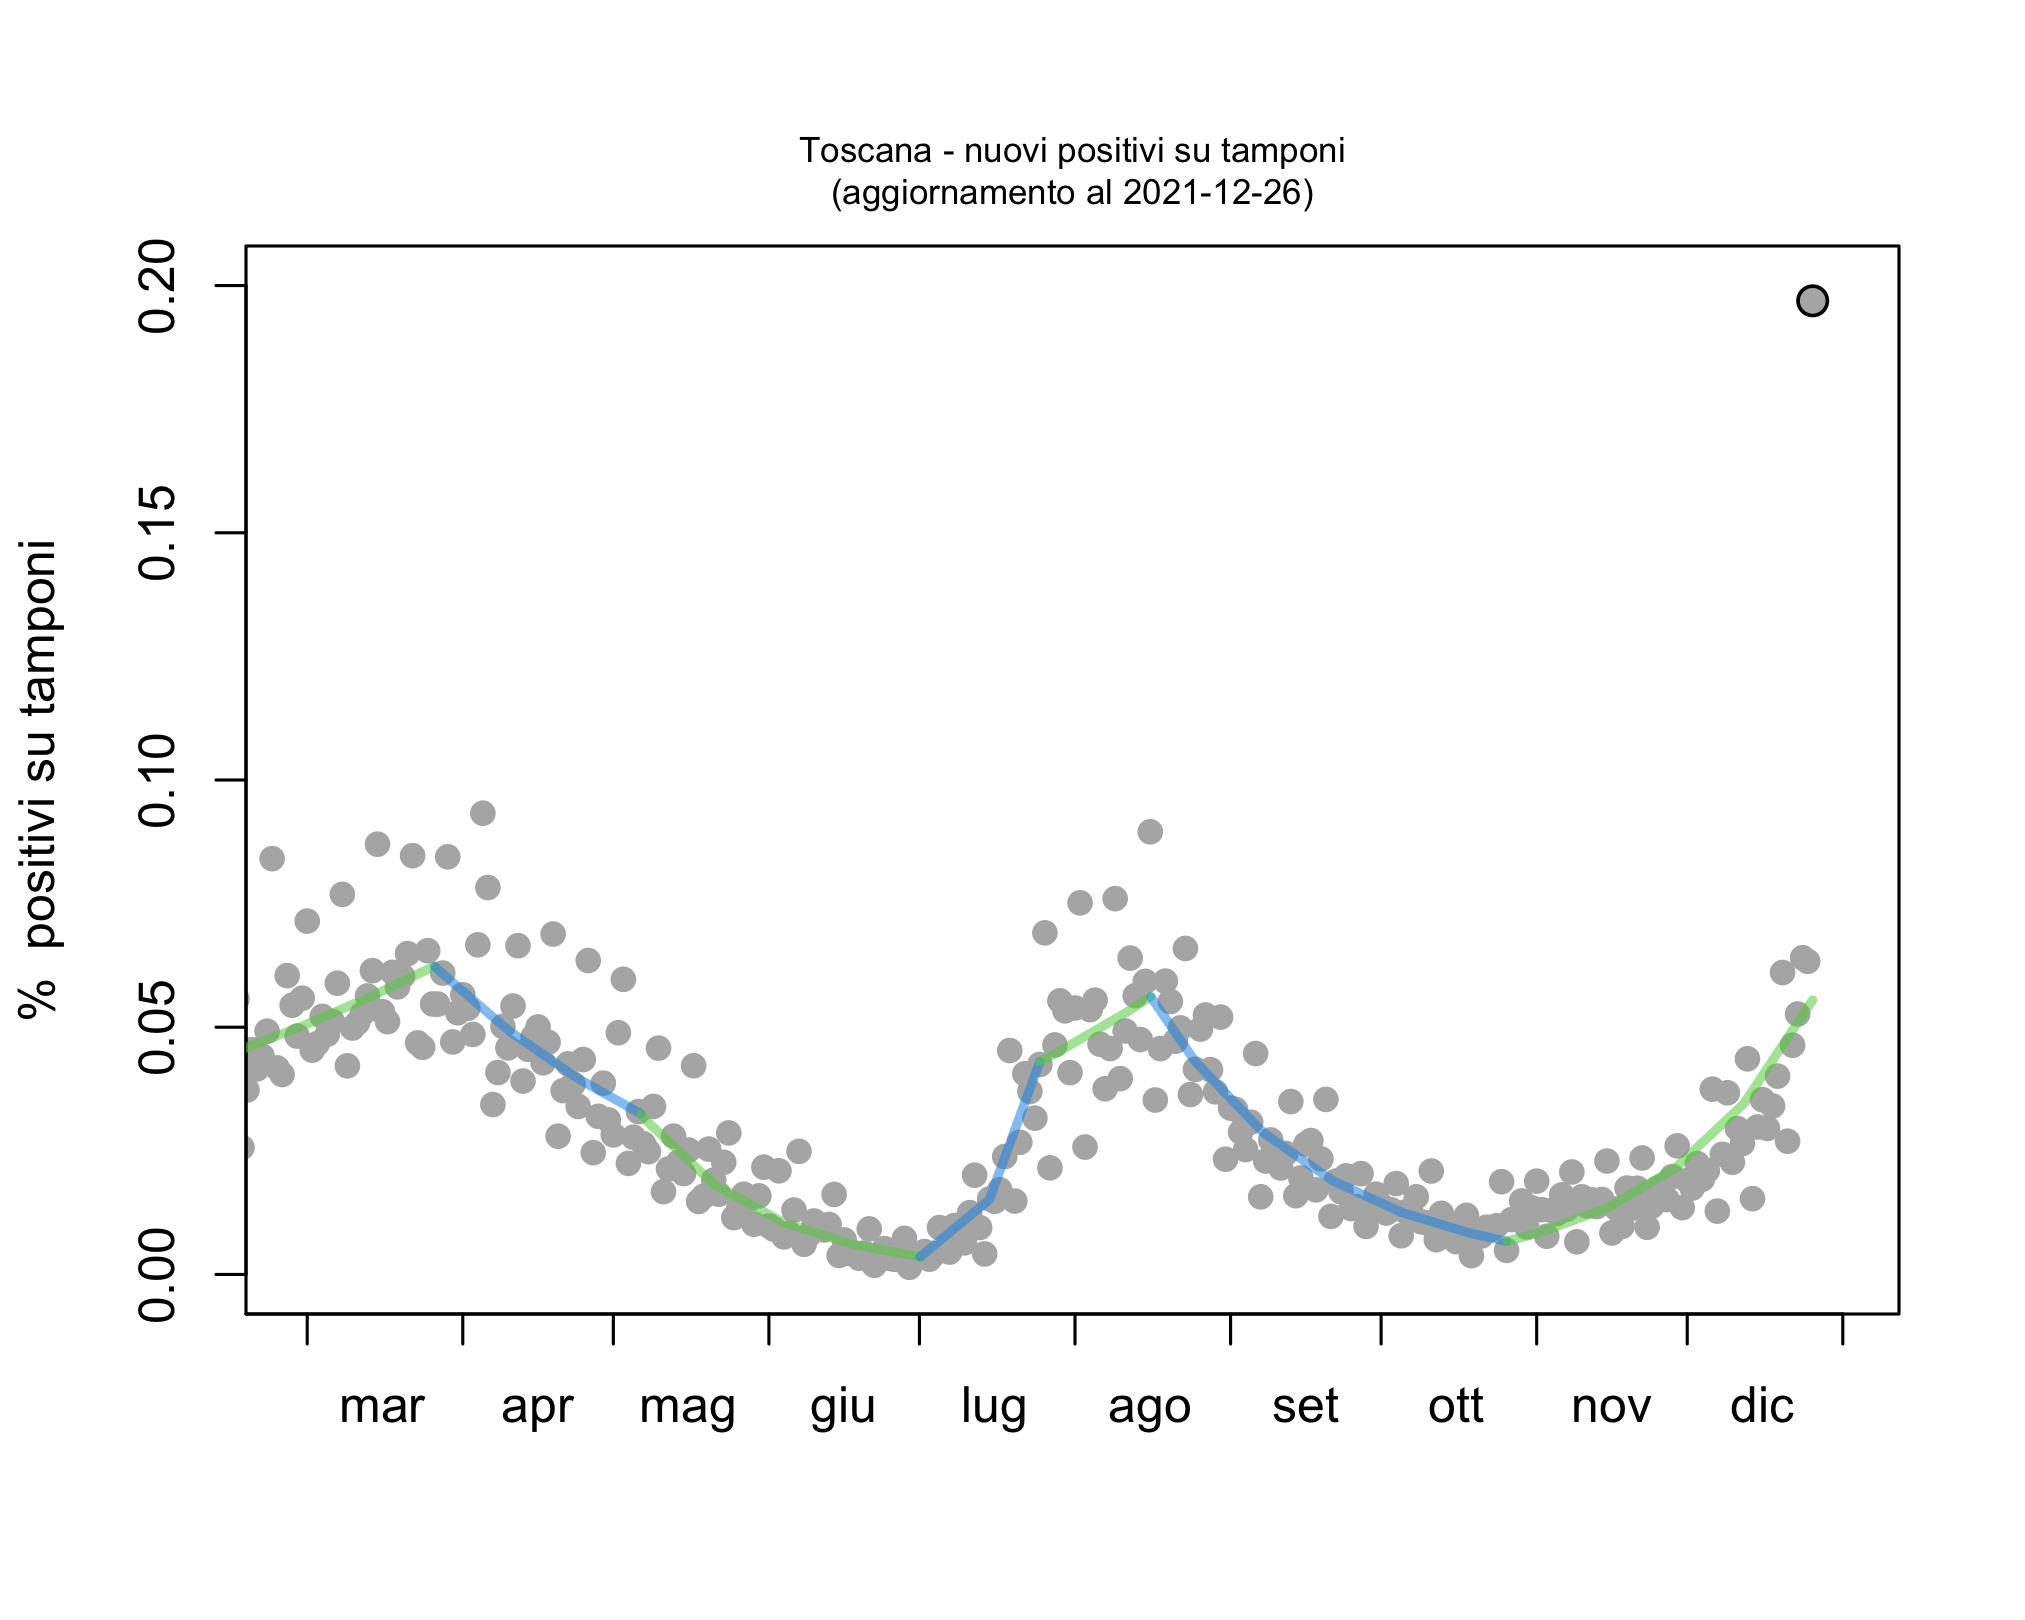 Toscana - nuovi positivi su tamponi
(aggiornamento al 2021-12-26)
% positivi su tamponi
0.20
0.15
0.10
0.05
0.00
mar apr mag giu lug ago set ott nov dic